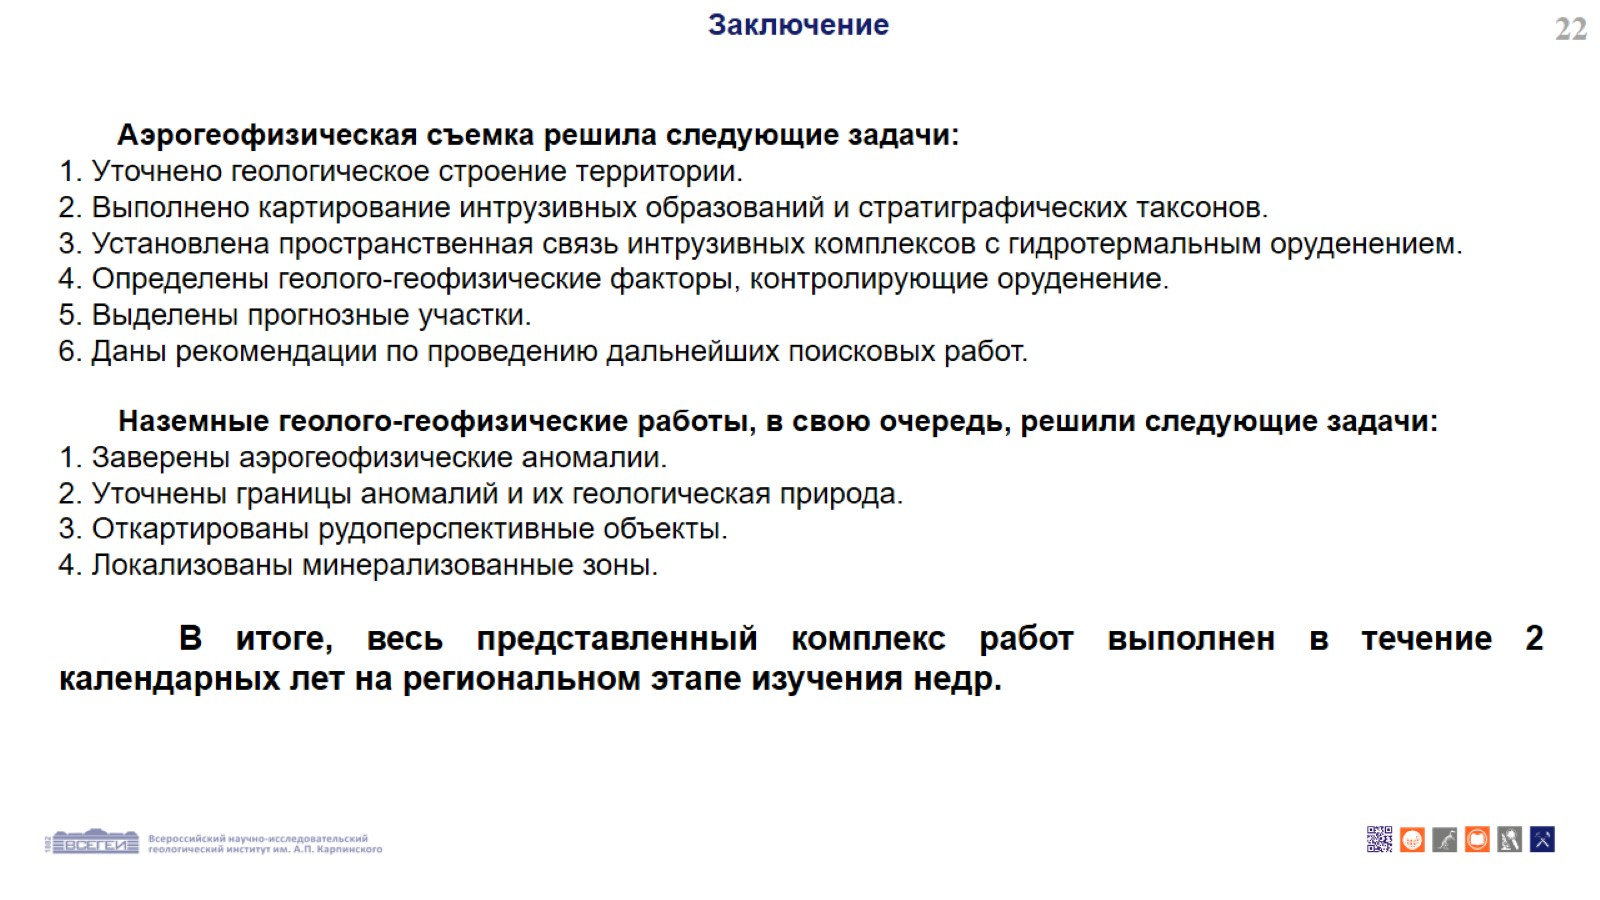 Заключение
22
Аэрогеофизическая съемка решила следующие задачи:
1. Уточнено геологическое строение территории.
2. Выполнено картирование интрузивных образований и стратиграфических таксонов.
3. Установлена пространственная связь интрузивных комплексов с гидротермальным оруденением.
4. Определены геолого-геофизические факторы, контролирующие оруденение.
5. Выделены прогнозные участки.
6. Даны рекомендации по проведению дальнейших поисковых работ.
Наземные геолого-геофизические работы, в свою очередь, решили следующие задачи:
1. Заверены аэрогеофизические аномалии.
2. Уточнены границы аномалий и их геологическая природа.
3. Откартированы рудоперспективные объекты.
4. Локализованы минерализованные зоны.
В итоге, весь представленный комплекс работ выполнен в течение 2
календарных лет на региональном этапе изучения недр.
1882
ВСЕГЕИ
Всероссийский научно-исследовательский
геологический институт им. А.П. Карпинского